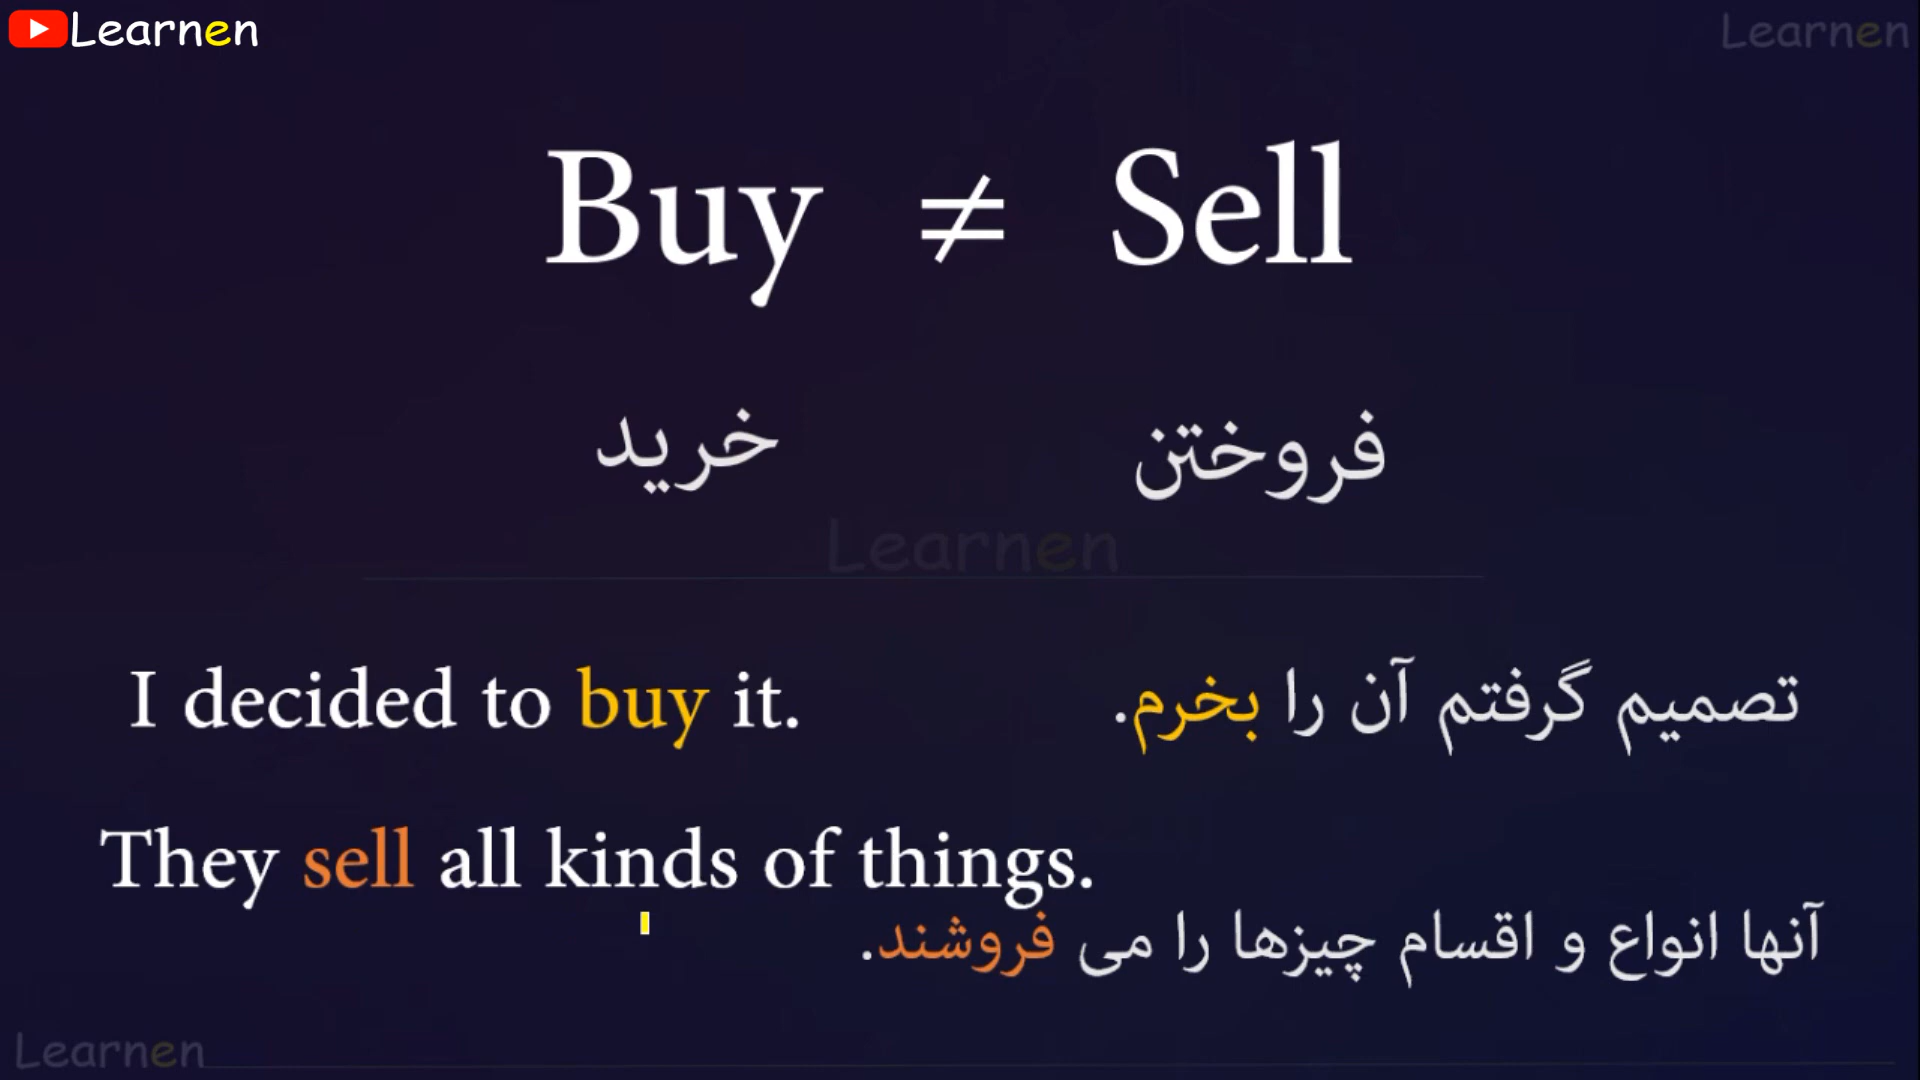 Learnen
Learnen
Buy ≠ Sell
خرید
فروختن
Learnen
I decided to buy it.
تصمیم گرفتم آن را بخرم.
They sell all kinds of things.
آنها انواع و اقسام چیزها را می فروشند.
Learnen